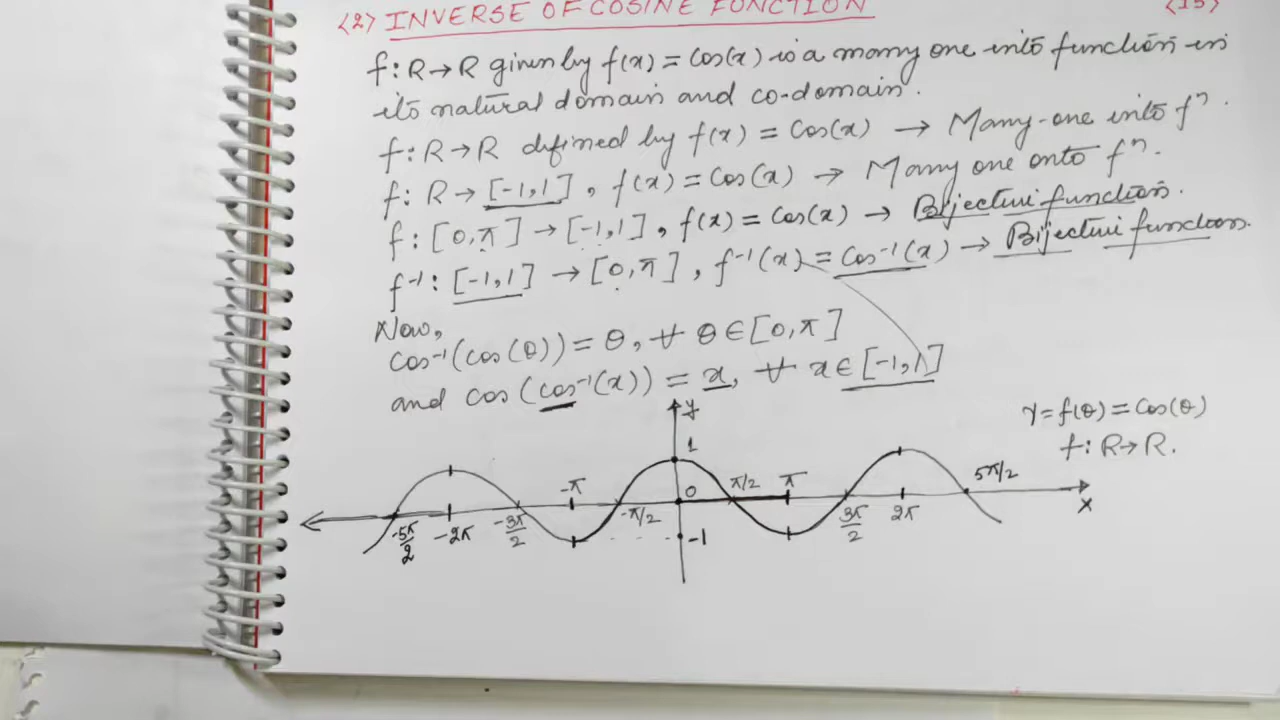 <2> INVERSE OF COSINE FUNCTION <15>
f: R→R given by f(x) = Cos(x) is a many one into function in
its natural domain and co-domain.
f: R→R defined by f(x) = Cos(x) → Many-one into fⁿ.
f: R→[-1,1], f(x) = Cos(x) → Many one onto fⁿ.
f: [0,π]→[-1,1], f(x) = Cos(x) → Bijective function.
f⁻¹: [-1,1] → [0,π], f⁻¹(x) = Cos⁻¹(x) → Bijective function.
Now,
cos⁻¹(cos(θ)) = θ, ∀ θ ∈ [0,π]
and cos(cos⁻¹(x)) = x, ∀ x ∈ [-1,1]
y
Y = f(θ) = Cos(θ)
f: R→R.
1
-π
0
π/2
π
5π/2
X
-5π/2
-2π
-3π/2
-π/2
-1
3π/2
2π